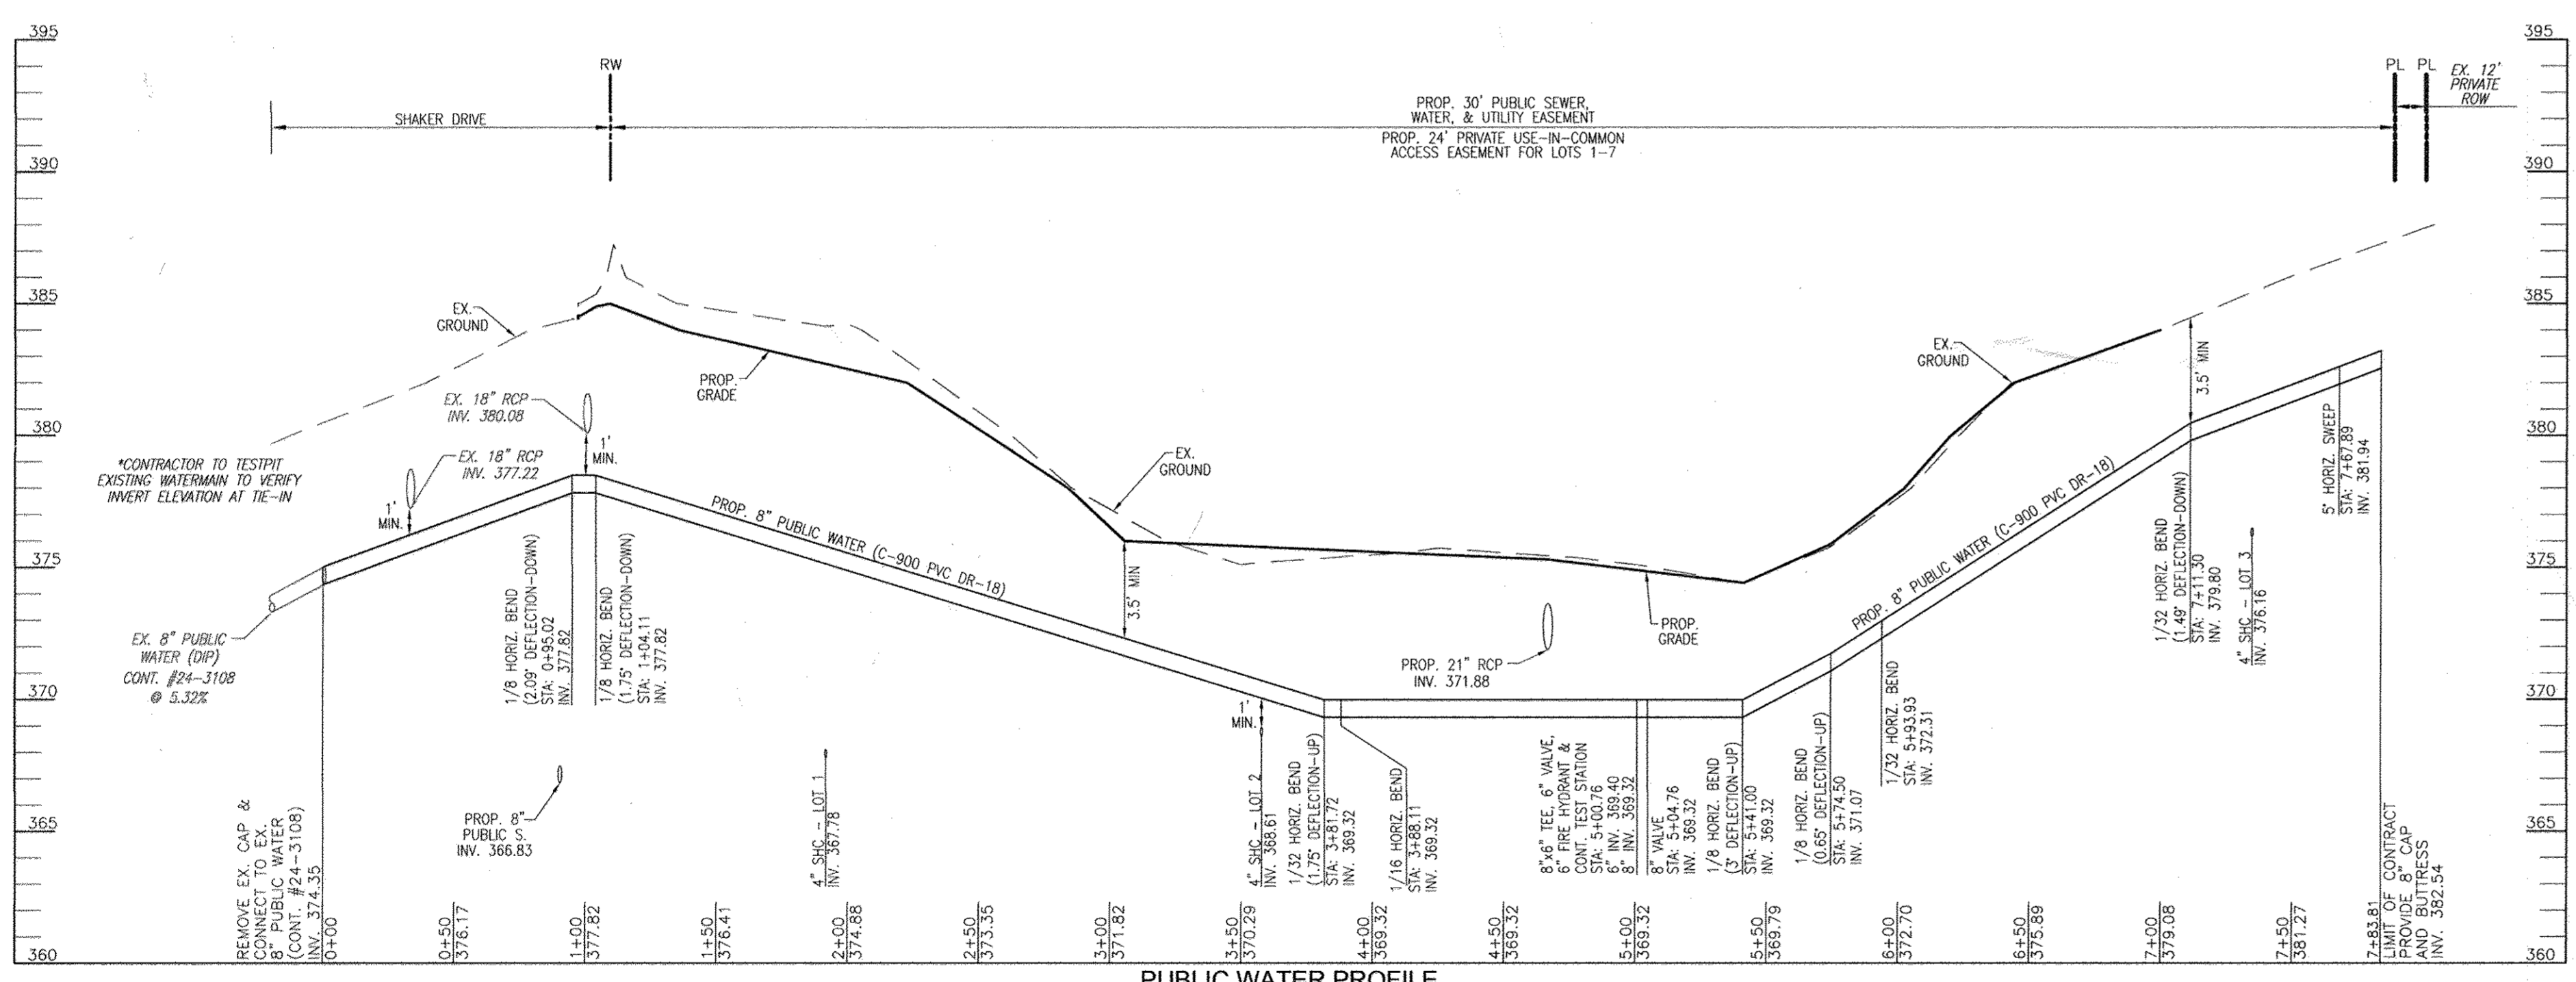 395
395
390
390
385
385
380
380
375
375
370
370
365
365
360
360
RW
SHAKER DRIVE
PROP. 30' PUBLIC SEWER,
WATER, & UTILITY EASEMENT
PROP. 24' PRIVATE USE-IN-COMMON
ACCESS EASEMENT FOR LOTS 1-7
PL PL
EX. 12'
PRIVATE
ROW
EX.
GROUND
PROP.
GRADE
EX. 18" RCP
INV. 380.08
EX. 18" RCP
INV. 377.22
*CONTRACTOR TO TESTPIT
EXISTING WATERMAIN TO VERIFY
INVERT ELEVATION AT TIE-IN
1'
MIN.
1'
MIN.
EX. 8" PUBLIC
WATER (DIP)
CONT. #24-3108
@ 5.32%
PROP. 8" PUBLIC WATER (C-900 PVC DR-18)
EX.
GROUND
3.5' MIN
EX.
GROUND
PROP. 8" PUBLIC WATER (C-900 PVC DR-18)
3.5' MIN
PROP. 21" RCP
INV. 371.88
PROP.
GRADE
1'
MIN.
PROP. 8"
PUBLIC S.
INV. 366.83
REMOVE EX. CAP &
CONNECT TO EX.
8" PUBLIC WATER
(CONT. #24-3108)
INV. 374.35
1/8 HORIZ. BEND
(2.09° DEFLECTION-DOWN)
STA: 0+95.02
INV. 377.82
1/8 HORIZ. BEND
(1.75° DEFLECTION-DOWN)
STA: 1+04.11
INV. 377.82
4" SHC - LOT 1
INV. 367.78
4" SHC - LOT 2
INV. 368.61
1/32 HORIZ. BEND
(1.75° DEFLECTION-UP)
STA: 3+81.72
INV. 369.32
1/16 HORIZ. BEND
STA: 3+88.11
INV. 369.32
8"x6" TEE, 6" VALVE,
6" FIRE HYDRANT &
CONT. TEST STATION
STA: 5+00.76
6" INV. 369.40
8" INV. 369.32
8" VALVE
STA: 5+04.76
INV. 369.32
1/8 HORIZ. BEND
(3° DEFLECTION-UP)
STA: 5+41.00
INV. 369.32
1/8 HORIZ. BEND
(0.65° DEFLECTION-UP)
STA: 5+74.50
INV. 371.07
1/32 HORIZ. BEND
STA: 5+93.93
INV. 372.31
1/32 HORIZ. BEND
(1.49° DEFLECTION-DOWN)
STA: 7+11.30
INV. 379.80
4" SHC - LOT 3
INV. 376.16
5° HORIZ. SWEEP
STA: 7+67.89
INV. 381.94
LIMIT OF CONTRACT
PROVIDE 8" CAP
AND BUTTRESS
INV. 382.54
0+00
0+50
376.17
1+00
377.82
1+50
376.41
2+00
374.88
2+50
373.35
3+00
371.82
3+50
370.29
4+00
369.32
4+50
369.32
5+00
369.32
5+50
369.79
6+00
372.70
6+50
375.89
7+00
379.08
7+50
381.27
7+83.81
PUBLIC WATER PROFILE